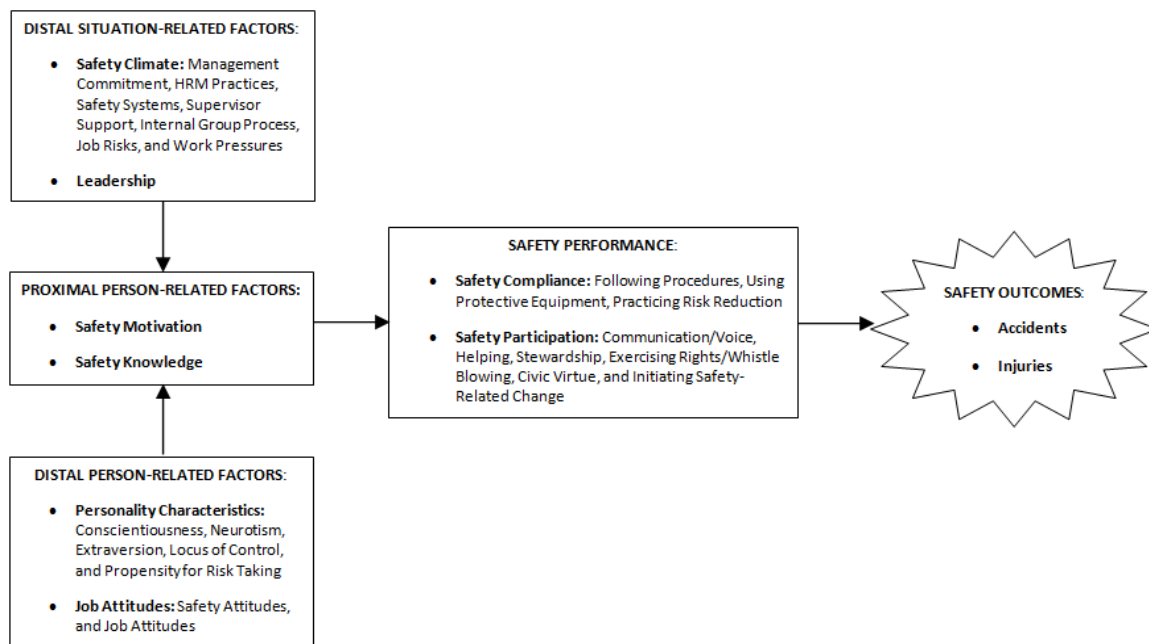 DISTAL SITUATION-RELATED FACTORS:
• Safety Climate: Management
Commitment, HRM Practices,
Safety Systems, Supervisor
Support, Internal Group Process,
Job Risks, and Work Pressures
• Leadership
PROXIMAL PERSON-RELATED FACTORS:
• Safety Motivation
• Safety Knowledge
DISTAL PERSON-RELATED FACTORS:
• Personality Characteristics:
Conscientiousness, Neurotism,
Extraversion, Locus of Control,
and Propensity for Risk Taking
• Job Attitudes: Safety Attitudes,
and Job Attitudes
SAFETY PERFORMANCE:
• Safety Compliance: Following Procedures, Using
Protective Equipment, Practicing Risk Reduction
• Safety Participation: Communication/Voice,
Helping, Stewardship, Exercising Rights/Whistle
Blowing, Civic Virtue, and Initiating Safety-
Related Change
SAFETY OUTCOMES:
• Accidents
• Injuries